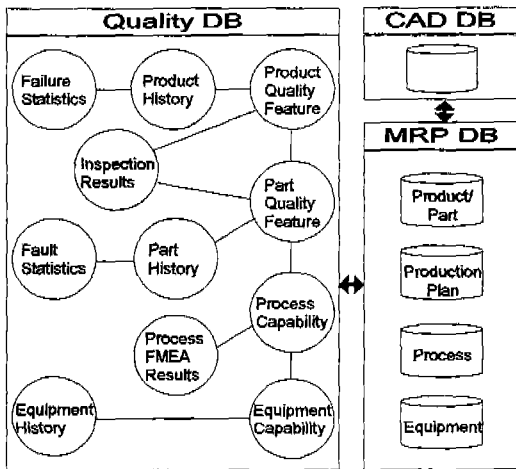 Quality DB
Failure
Statistics
Product
History
Product
Quality
Feature
Inspection
Results
Part
Quality
Feature
Fault
Statistics
Part
History
Process
Capability
Process
FMEA
Results
Equipment
History
Equipment
Capability
CAD DB
MRP DB
Product/
Part
Production
Plan
Process
Equipment